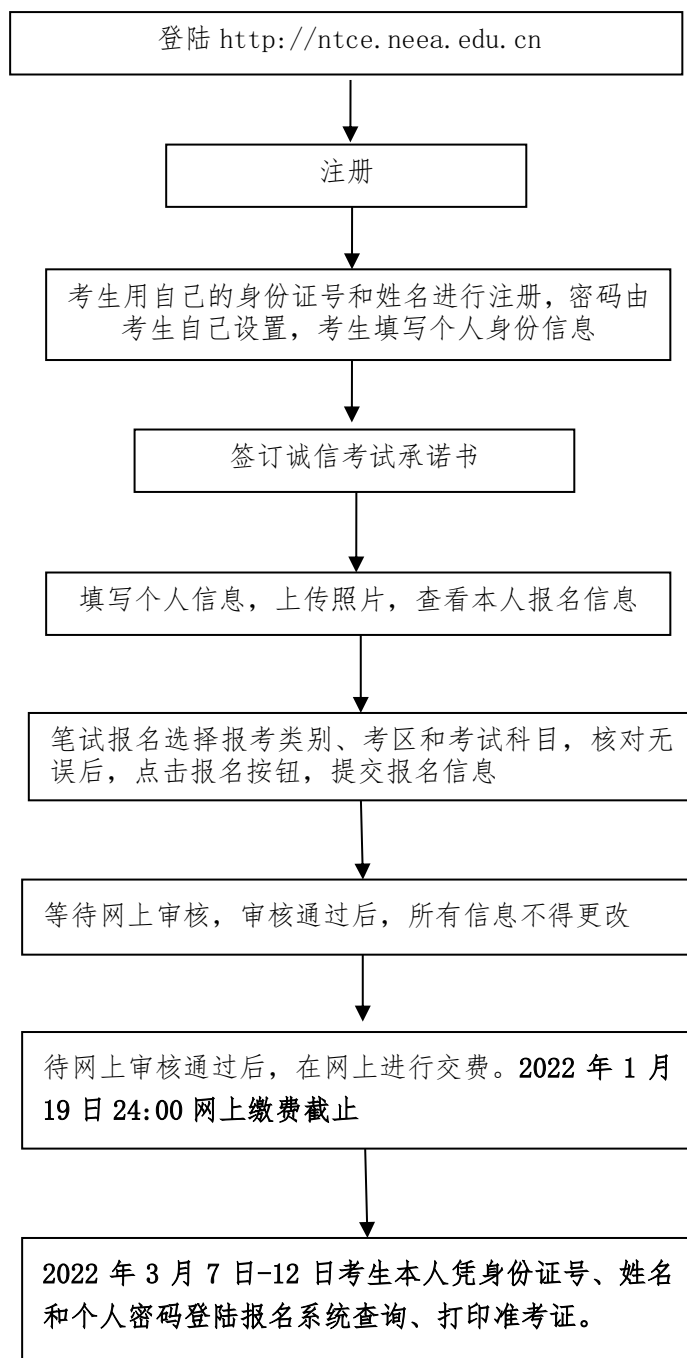 登陆 http://ntce.neea.edu.cn
注册
考生用自己的身份证号和姓名进行注册，密码由
考生自己设置，考生填写个人身份信息
签订诚信考试承诺书
填写个人信息，上传照片，查看本人报名信息
笔试报名选择报考类别、考区和考试科目，核对无
误后，点击报名按钮，提交报名信息
等待网上审核，审核通过后，所有信息不得更改
待网上审核通过后，在网上进行交费。2022 年 1 月
19 日 24:00 网上缴费截止
2022 年 3 月 7 日-12 日考生本人凭身份证号、姓名
和个人密码登陆报名系统查询、打印准考证。